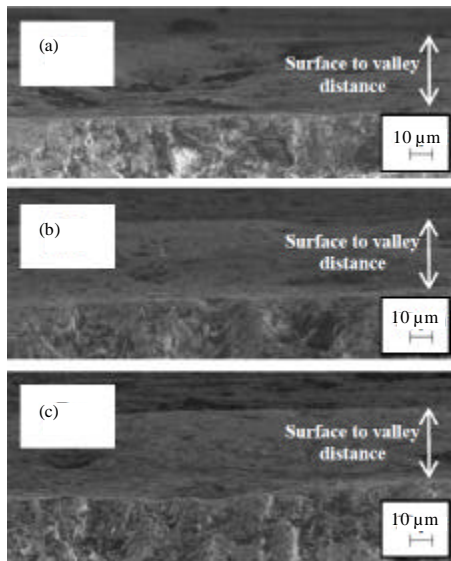 (a)
Surface to valley
distance
10 µm
(b)
Surface to valley
distance
10 µm
(c)
Surface to valley
distance
10 µm